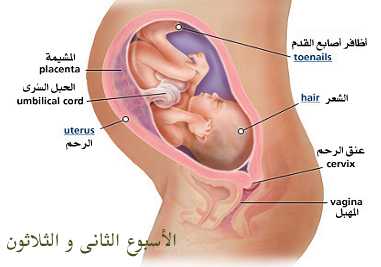 المشيمة
placenta
الحبل السرى
umbilical cord
uterus
الرحم
أظافر أصابع القدم
toenails
hair الشعر
عنق الرحم
cervix
vagina
المهبل
الأسبوع الثانى و الثلاثون